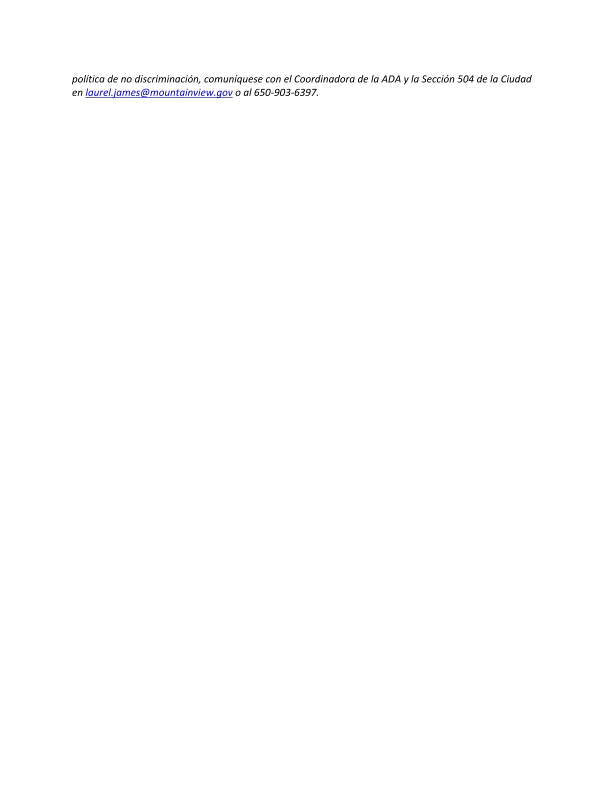 política de no discriminación, comuníquese con el Coordinadora de la ADA y la Sección 504 de la Ciudad
en laurel.james@mountainview.gov o al 650-903-6397.